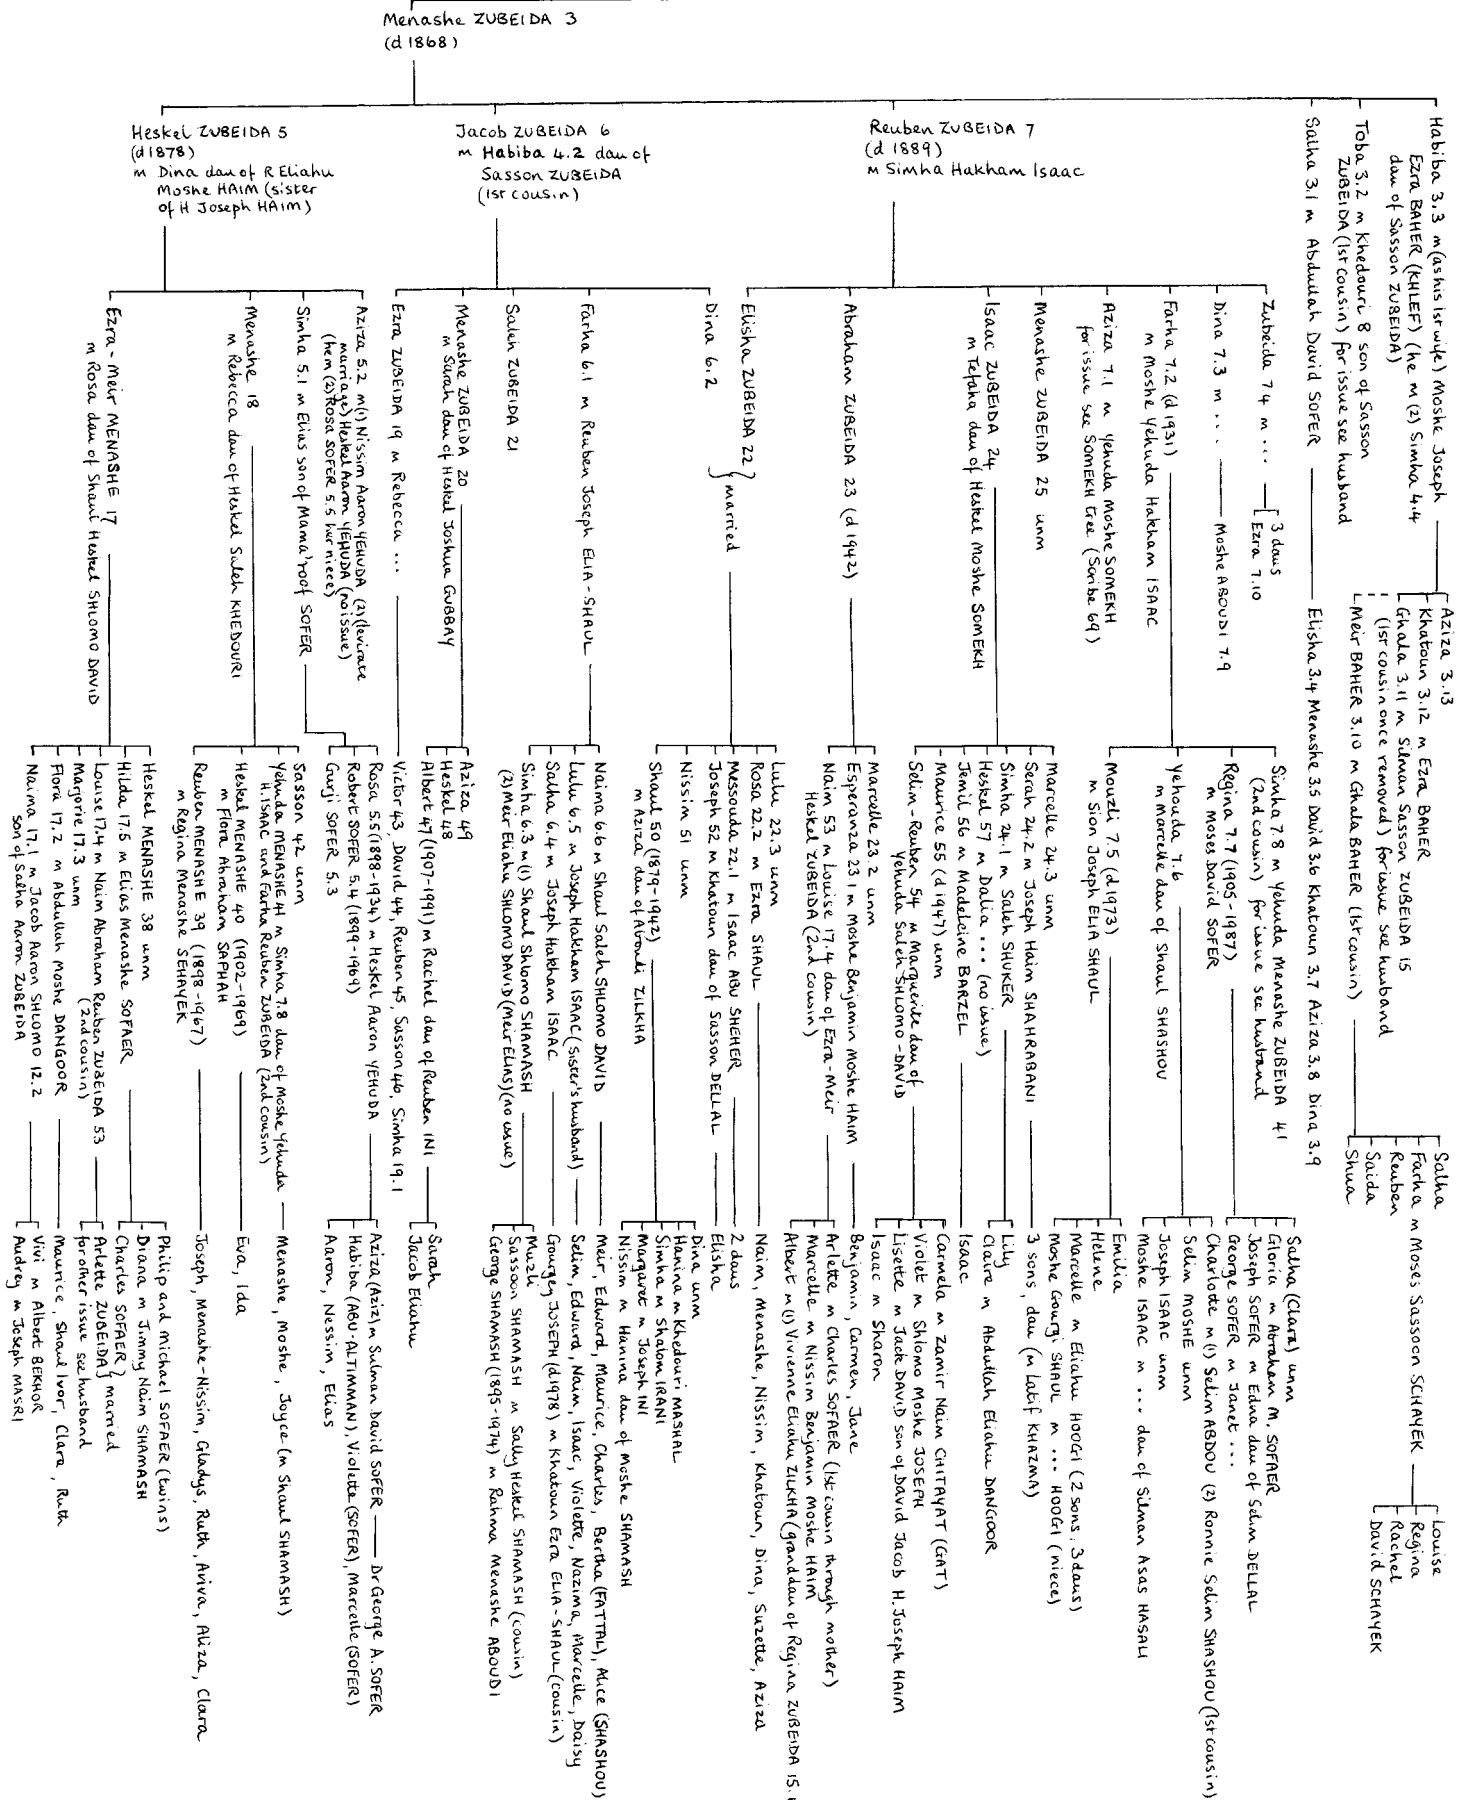 Menashe ZUBEIDA 3
(d 1868)
Heskel ZUBEIDA 5
(d 1878)
m Dina dau of R Eliahu
Moshe HAIM (sister
of H Joseph HAIM)
Jacob ZUBEIDA 6
m Habiba 4.2 dau of
Sasson ZUBEIDA
(1st cousin)
Reuben ZUBEIDA 7
(d 1889)
m Simha Hakham Isaac
Habiba 3.3 m (as his 1st wife) Moshe Joseph
Ezra BAHER (KHLEF) (he m (2) Simha 4.4
dau of Sasson ZUBEIDA)
Toba 3.2 m Khedouri 8 son of Sasson
ZUBEIDA (1st cousin) for issue see husband
Salha 3.1 m Abdullah David SOFER
Aziza 3.13
Khatoun 3.12 m Ezra BAHER
Ghala 3.11 m Silman Sasson ZUBEIDA 15
(1st cousin once removed) for issue see husband
Meir BAHER 3.10 m Ghala BAHER (1st cousin)
Elisha 3.4 Menashe 3.5 David 3.6 Khatoun 3.7 Aziza 3.8 Dina 3.9
Salha
Farha m Moses Sassoon SCHAYEK
Reuben
Saida
Shua
Louise
Regina
Rachel
David SCHAYEK
Zubeida 7.4 m ...
3 daus
Ezra 7.10
Dina 7.3 m ...
Moshe ABOUDI 7.9
Farha 7.2 (d 1931)
m Moshe Yehuda Hakham ISAAC
Aziza 7.1 m Yehuda Moshe SOMEKH
for issue see SOMEKH tree (Scribe 69)
Menashe ZUBEIDA 25 unm
Isaac ZUBEIDA 24
m Tefaha dau of Heskel Moshe SOMEKH
Abraham ZUBEIDA 23 (d 1942)
Elisha ZUBEIDA 22
Dina 6.2
married
Farha 6.1 m Reuben Joseph ELIA-SHAUL
Saleh ZUBEIDA 21
Menashe ZUBEIDA 20
m Sarah dau of Heskel Joshua GUBBAY
Ezra ZUBEIDA 19 m Rebecca ...
Aziza 5.2 m (1) Nissim Aaron YEHUDA (2) (levirate
marriage) Heskel Aaron YEHUDA (no issue)
(he m (2) Rosa SOFER 5.5 her niece)
Simha 5.1 m Elias son of Mama'roof SOFER
Menashe 18
m Rebecca dau of Heskel Saleh KHEDOURI
Ezra-Meir MENASHE 17
m Rosa dau of Shaul Heskel SHLOMO DAVID
Simha 7.8 m Yehuda Menashe ZUBEIDA 41
(2nd cousin) for issue see husband
Regina 7.7 (1905-1987)
m Moses David SOFER
Yehouda 7.6
m Marcelle dau of Shaul SHASHOU
Mouzli 7.5 (d 1973)
m Sion Joseph ELIA SHAUL
Marcelle 24.3 unm
Serah 24.2 m Joseph Haim SHAHRABANI
Simha 24.1 m Saleh SHUKER
Heskel 57 m Dalia ... (no issue)
Jemil 56 m Madeleine BARZEL
Maurice 55 (d 1947) unm
Selim-Reuben 54 m Marguerite dau of
Yehuda Saleh SHLOMO-DAVID
Marcelle 23.2 unm
Esperanza 23.1 m Moshe Benjamin Moshe HAIM
Naim 53 m Louise 17.4 dau of Ezra-Meir
Heskel ZUBEIDA (2nd cousin)
Lulu 22.3 unm
Rosa 22.2 m Ezra SHAUL
Messouda 22.1 m Isaac ABU SHEHER
Joseph 52 m Khatoun dau of Sasson DELLAL
Nissim 51 unm
Shaul 50 (1879-1942)
m Aziza dau of Aboudi ZILKHA
Naima 6.6 m Shaul Saleh SHLOMO DAVID
Lulu 6.5 m Joseph Hakham ISAAC (sister's husband)
Salha 6.4 m Joseph Hakham ISAAC
Simha 6.3 m (1) Shaul Shlomo SHAMASH
(2) Meir Eliahu SHLOMO DAVID (Meir ELIAS) (no issue)
Aziza 49
Heskel 48
Albert 47 (1907-1991) m Rachel dau of Reuben INI
Victor 43, David 44, Reuben 45, Sasson 46, Simha 19.1
Rosa 5.5 (1898-1934) m Heskel Aaron YEHUDA
Robert SOFER 5.4 (1899-1969)
Gurji SOFER 5.3
Sasson 42 unm
Yehuda MENASHE 41 m Simha 7.8 dau of Moshe Yehuda
H. ISAAC and Farha Reuben ZUBEIDA (2nd cousin)
Heskel MENASHE 40 (1902-1969)
m Flora Abraham SAPHAH
Reuben MENASHE 39 (1898-1967)
m Regina Menashe SEHAYEK
Heskel MENASHE 38 unm
Hilda 17.5 m Elias Menashe SOFAER
Louise 17.4 m Naim Abraham Reuben ZUBEIDA 53
(2nd cousin)
Marjorie 17.3 unm
Flora 17.2 m Abdullah Moshe DANGOOR
Naima 17.1 m Jacob Aaron SHLOMO 12.2
son of Salha Aaron ZUBEIDA
Salha (Clara) unm
Gloria m Abraham M. SOFAER
Joseph SOFER m Edna dau of Selim DELLAL
George SOFER m Janet ...
Charlotte m (1) Selim ABDOU (2) Ronnie Selim SHASHOU (1st cousin)
Selim MOSHE unm
Joseph ISAAC unm
Moshe ISAAC m ... dau of Silman Asas HASALI
Emilia
Helene
Marcelle m Eliahu HOOGI (2 sons, 3 daus)
Moshe Gourgi SHAUL m ... HOOGI (niece)
3 sons, dau (m Latif KHAZMA)
Lily
Claire m Abdullah Eliahu DANGOOR
Isaac
Carmela m Zamir Naim CHITAYAT (GAT)
Violet m Shlomo Moshe JOSEPH
Lisette m Jack DAVID son of David Jacob H. Joseph HAIM
Isaac m Sharon
Benjamin, Carmen, Jane
Arlette m Charles SOFAER (1st cousin through mother)
Marcelle m Nissim Benjamin Moshe HAIM
Albert m (1) Vivienne Eliahu ZILKHA (granddau of Regina ZUBEIDA 15.
Naim, Menashe, Nissim, Khatoun, Dina, Suzette, Aziza
2 daus
Elisha
Dina unm
Hanina m Khedouri MASHAL
Simha m Shalom IRANI
Margaret m Joseph INI
Nissim m Hanina dau of Moshe SHAMASH
Meir, Edward, Maurice, Charles, Bertha (FATTAL), Alice (SHASHOU)
Selim, Edward, Naim, Isaac, Violette, Nazima, Marcelle, Daisy
Gourgy JOSEPH (d 1978) m Khatoun Ezra ELIA-SHAUL (cousin)
Muzli
Sassoon SHAMASH m Sally Heskel SHAMASH (cousin)
George SHAMASH (1895-1974) m Rahma Menashe ABOUDI
Sarah
Jacob Eliahu
Aziza (Aziz) m Sulman David SOFER
Dr George A. SOFER
Habiba (ABU-ALTIMMAN), Violette (SOFER), Marcelle (SOFER)
Aaron, Nessim, Elias
Menashe, Moshe, Joyce (m Shaul SHAMASH)
Eva, Ida
Joseph, Menashe-Nissim, Gladys, Ruth, Aviva, Aliza, Clara
Philip and Michael SOFAER (twins)
Diana m Jimmy Naim SHAMASH
Charles SOFAER
Arlette ZUBEIDA
married
for other issue see husband
Maurice, Shaul Ivor, Clara, Ruth
Vivi m Albert BEKHOR
Audrey m Joseph MASRI